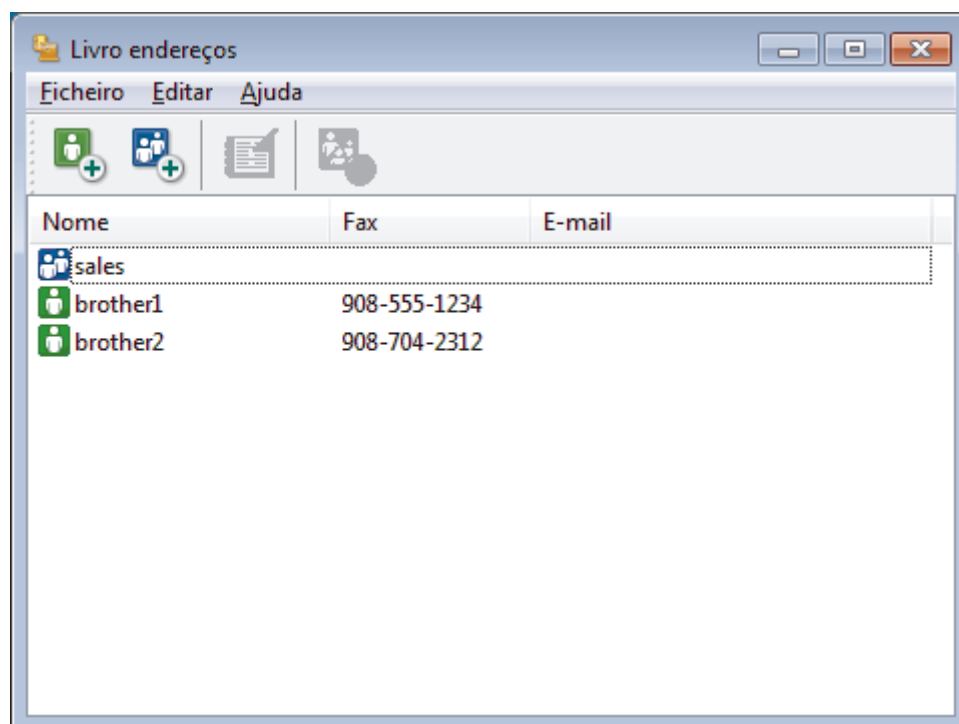 Livro endereços
Ficheiro Editar Ajuda
Nome Fax E-mail
sales
brother1 908-555-1234
brother2 908-704-2312